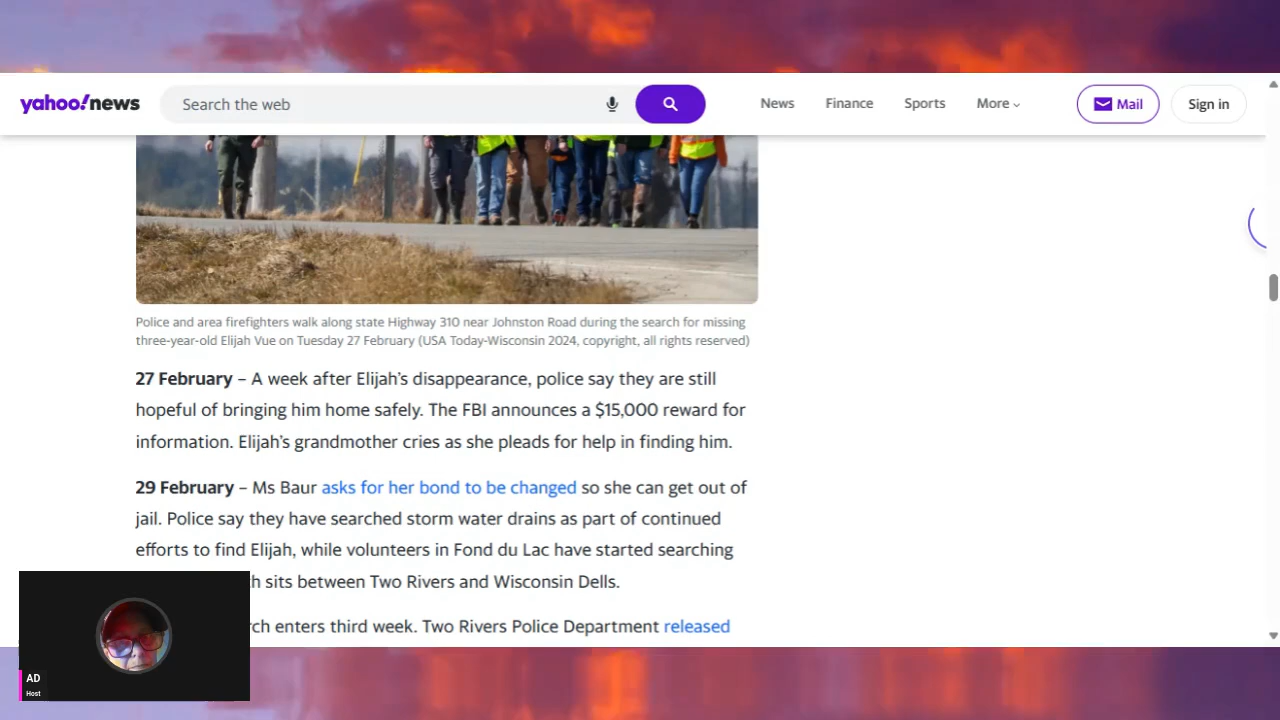 yahoo!news
Search the web
News
Finance
Sports
More
Mail
Sign in
Police and area firefighters walk along state Highway 310 near Johnston Road during the search for missing
three-year-old Elijah Vue on Tuesday 27 February (USA Today-Wisconsin 2024, copyright, all rights reserved)
27 February – A week after Elijah’s disappearance, police say they are still
hopeful of bringing him home safely. The FBI announces a $15,000 reward for
information. Elijah’s grandmother cries as she pleads for help in finding him.
29 February – Ms Baur asks for her bond to be changed so she can get out of
jail. Police say they have searched storm water drains as part of continued
efforts to find Elijah, while volunteers in Fond du Lac have started searching
sits between Two Rivers and Wisconsin Dells.
enters third week. Two Rivers Police Department released
AD
Host